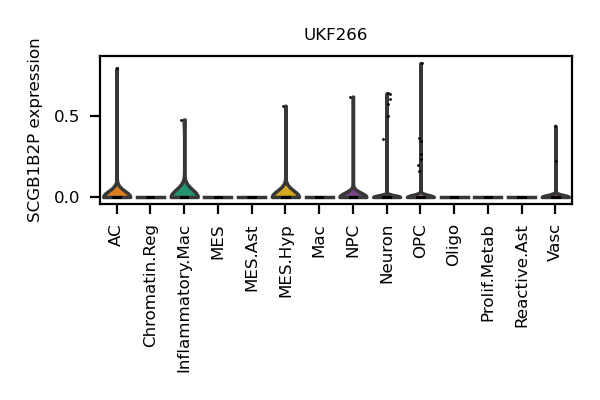 UKF266
SCGB1B2P expression
0.5
0.0
AC
Chromatin.Reg
Inflammatory.Mac
MES
MES.Ast
MES.Hyp
Mac
NPC
Neuron
OPC
Oligo
Prolif.Metab
Reactive.Ast
Vasc